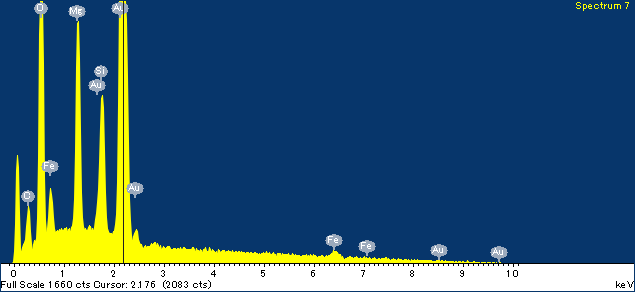 Spectrum 7
O
Mg
Au
Si
Au
Fe
Au
Fe
Fe
Au
Au
0 1 2 3 4 5 6 7 8 9 10
Full Scale 1660 cts Cursor: 2.176 (2083 cts)
keV